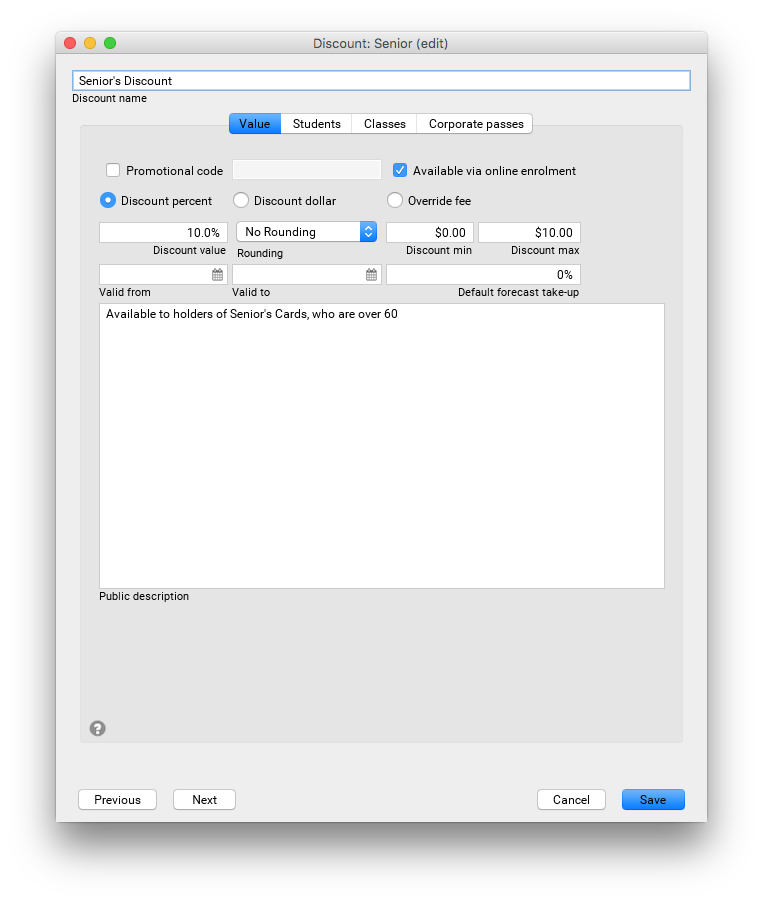 Discount: Senior (edit)
Senior's Discount
Discount name
Value Students Classes Corporate passes
Promotional code Available via online enrolment
Discount percent Discount dollar Override fee
10.0% No Rounding $0.00 $10.00
Discount value Rounding Discount min Discount max
0%
Valid from Valid to Default forecast take-up
Available to holders of Senior's Cards, who are over 60
Public description
?
Previous Next Cancel Save